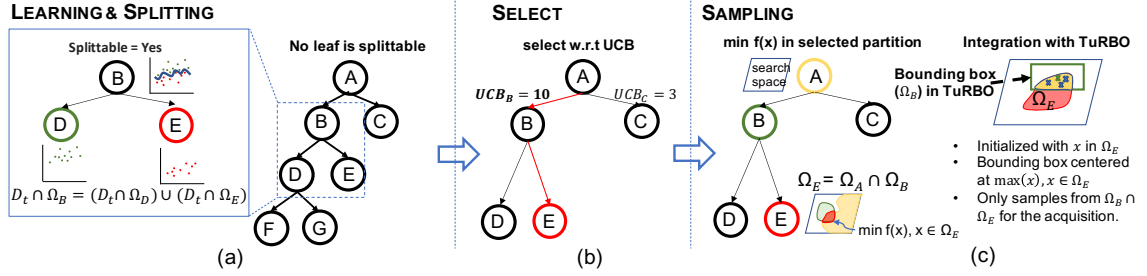 LEARNING & SPLITTING
Splittable = Yes
B
D
E
D_t ∩ Ω_B = (D_t ∩ Ω_D) ∪ (D_t ∩ Ω_E)
No leaf is splittable
A
B
C
D
E
F
G
(a)
SELECT
select w.r.t UCB
A
UCB_B = 10
UCB_C = 3
B
C
D
E
(b)
SAMPLING
min f(x) in selected partition
search
space
A
B
C
D
E
Ω_E = Ω_A ∩ Ω_B
min f(x), x ∈ Ω_E
Integration with TuRBO
Bounding box
(Ω_B) in TuRBO
Ω_E
• Initialized with x in Ω_E
• Bounding box centered
at max(x), x ∈ Ω_E
• Only samples from Ω_B ∩
Ω_E for the acquisition.
(c)